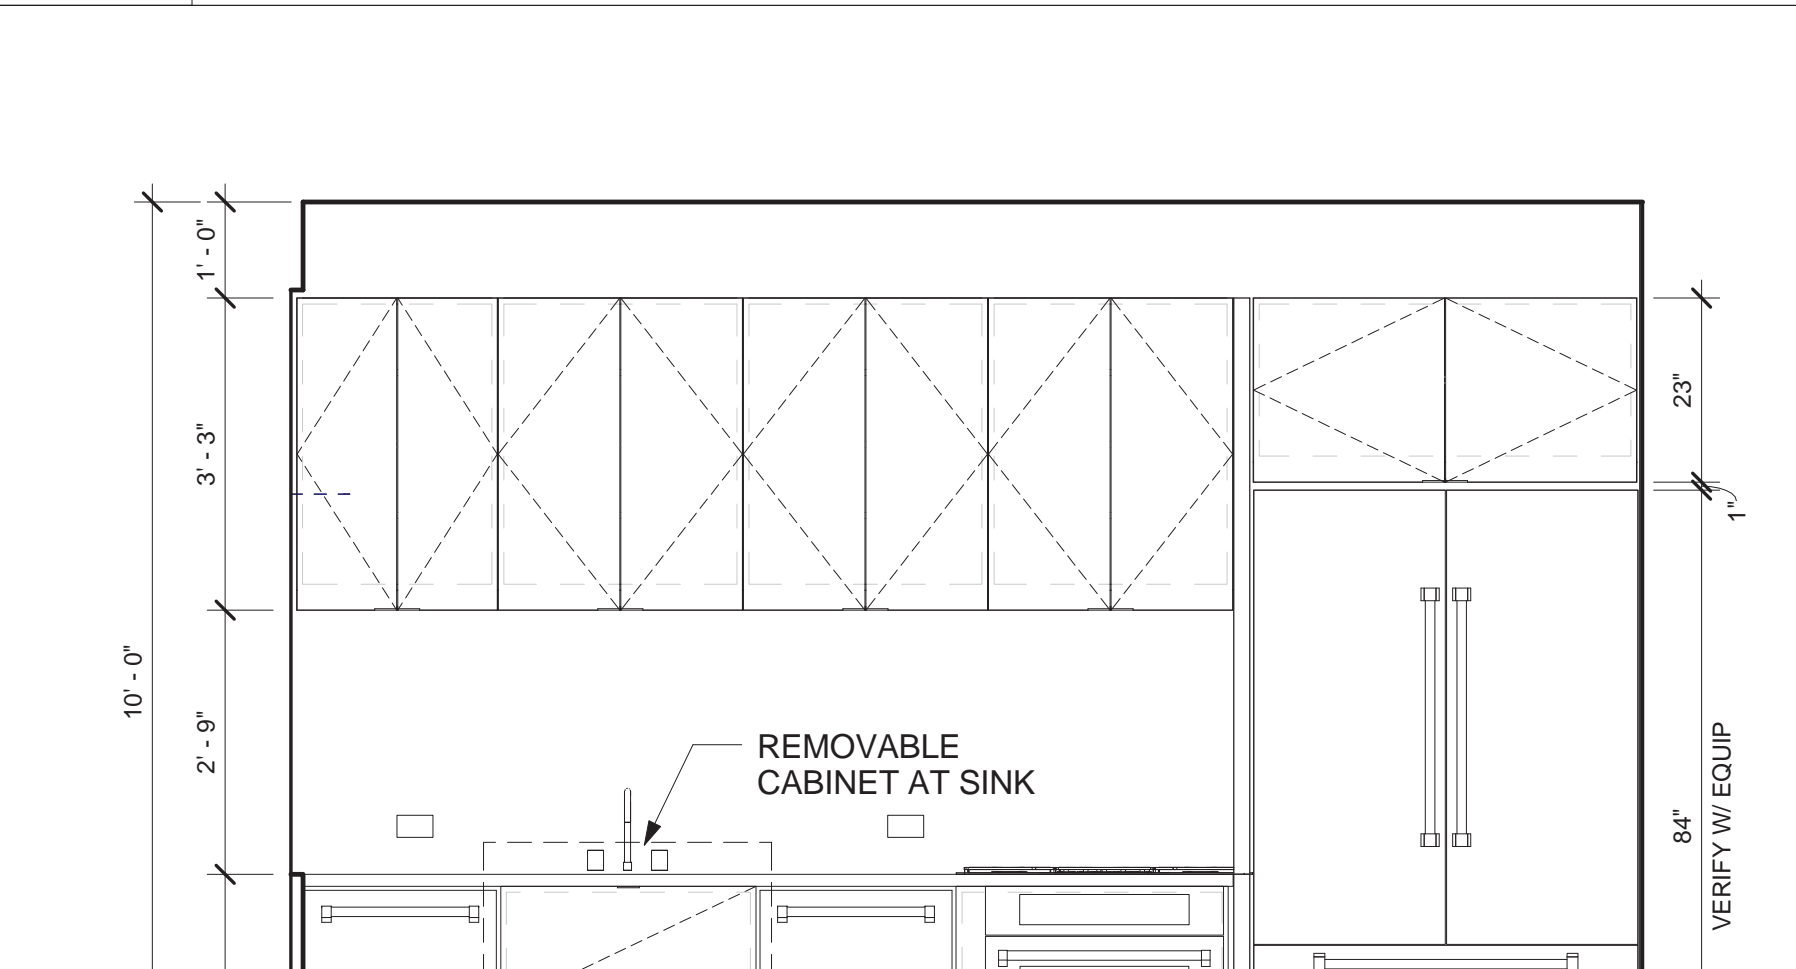 1' - 0"
3' - 3"
23"
1"
10' - 0"
2' - 9"
REMOVABLE
CABINET AT SINK
84"
VERIFY W/ EQUIP